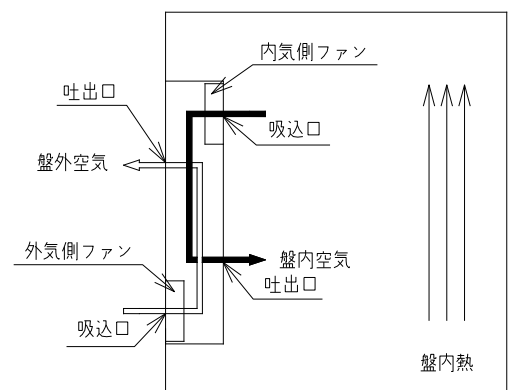 内気側ファン
吐出口
吸込口
盤外空気
外気側ファン
盤内空気
吐出口
吸込口
盤内熱